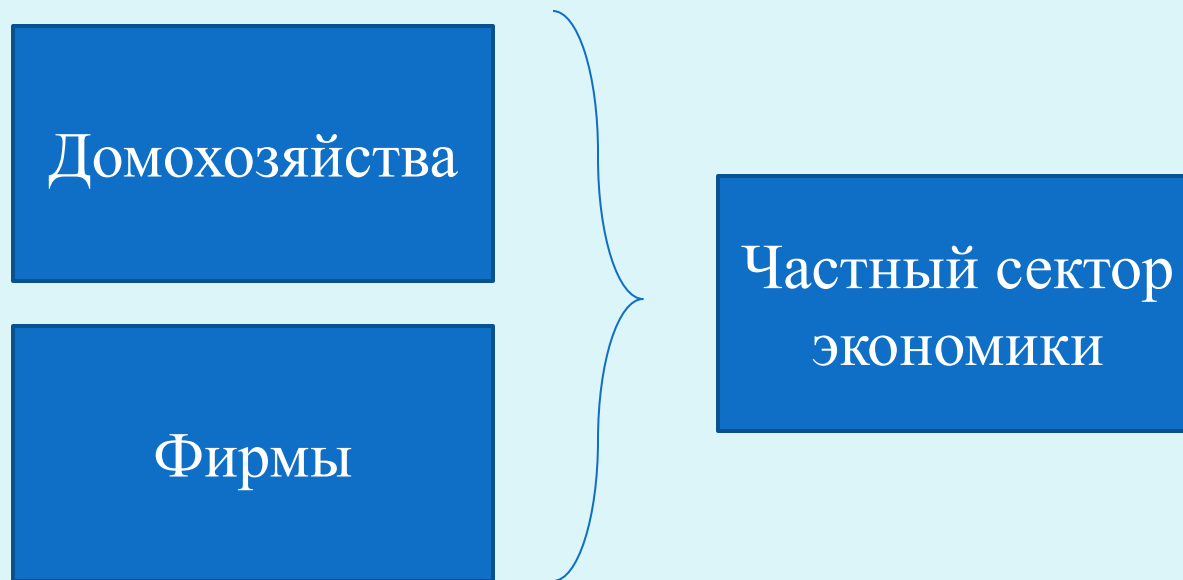 Домохозяйства
Фирмы
Частный сектор
экономики